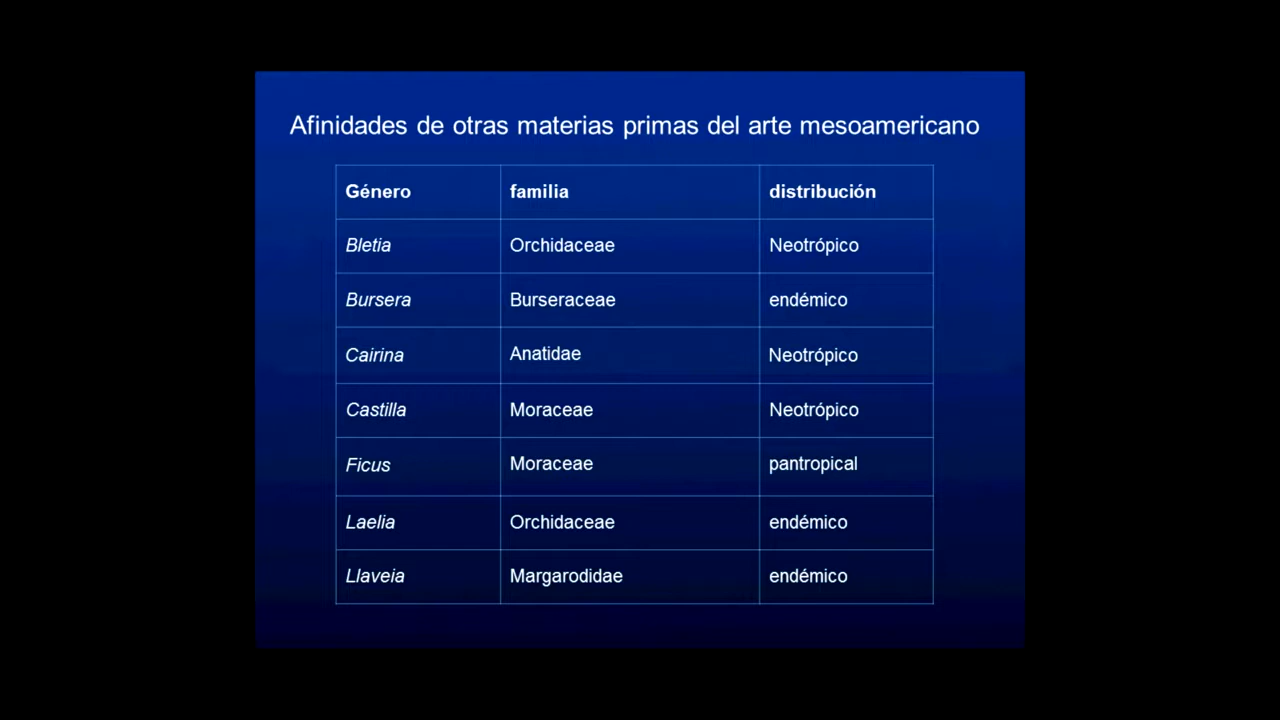 Afinidades de otras materias primas del arte mesoamericano
Género familia distribución
Bletia Orchidaceae Neotrópico
Bursera Burseraceae endémico
Cairina Anatidae Neotrópico
Castilla Moraceae Neotrópico
Ficus Moraceae pantropical
Laelia Orchidaceae endémico
Llaveia Margarodidae endémico